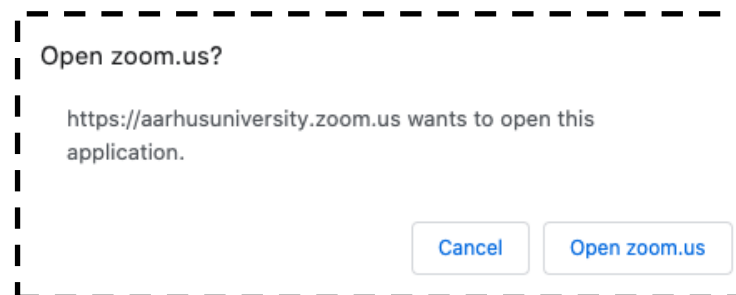 Open zoom.us?
https://aarhusuniversity.zoom.us wants to open this
application.
Cancel
Open zoom.us